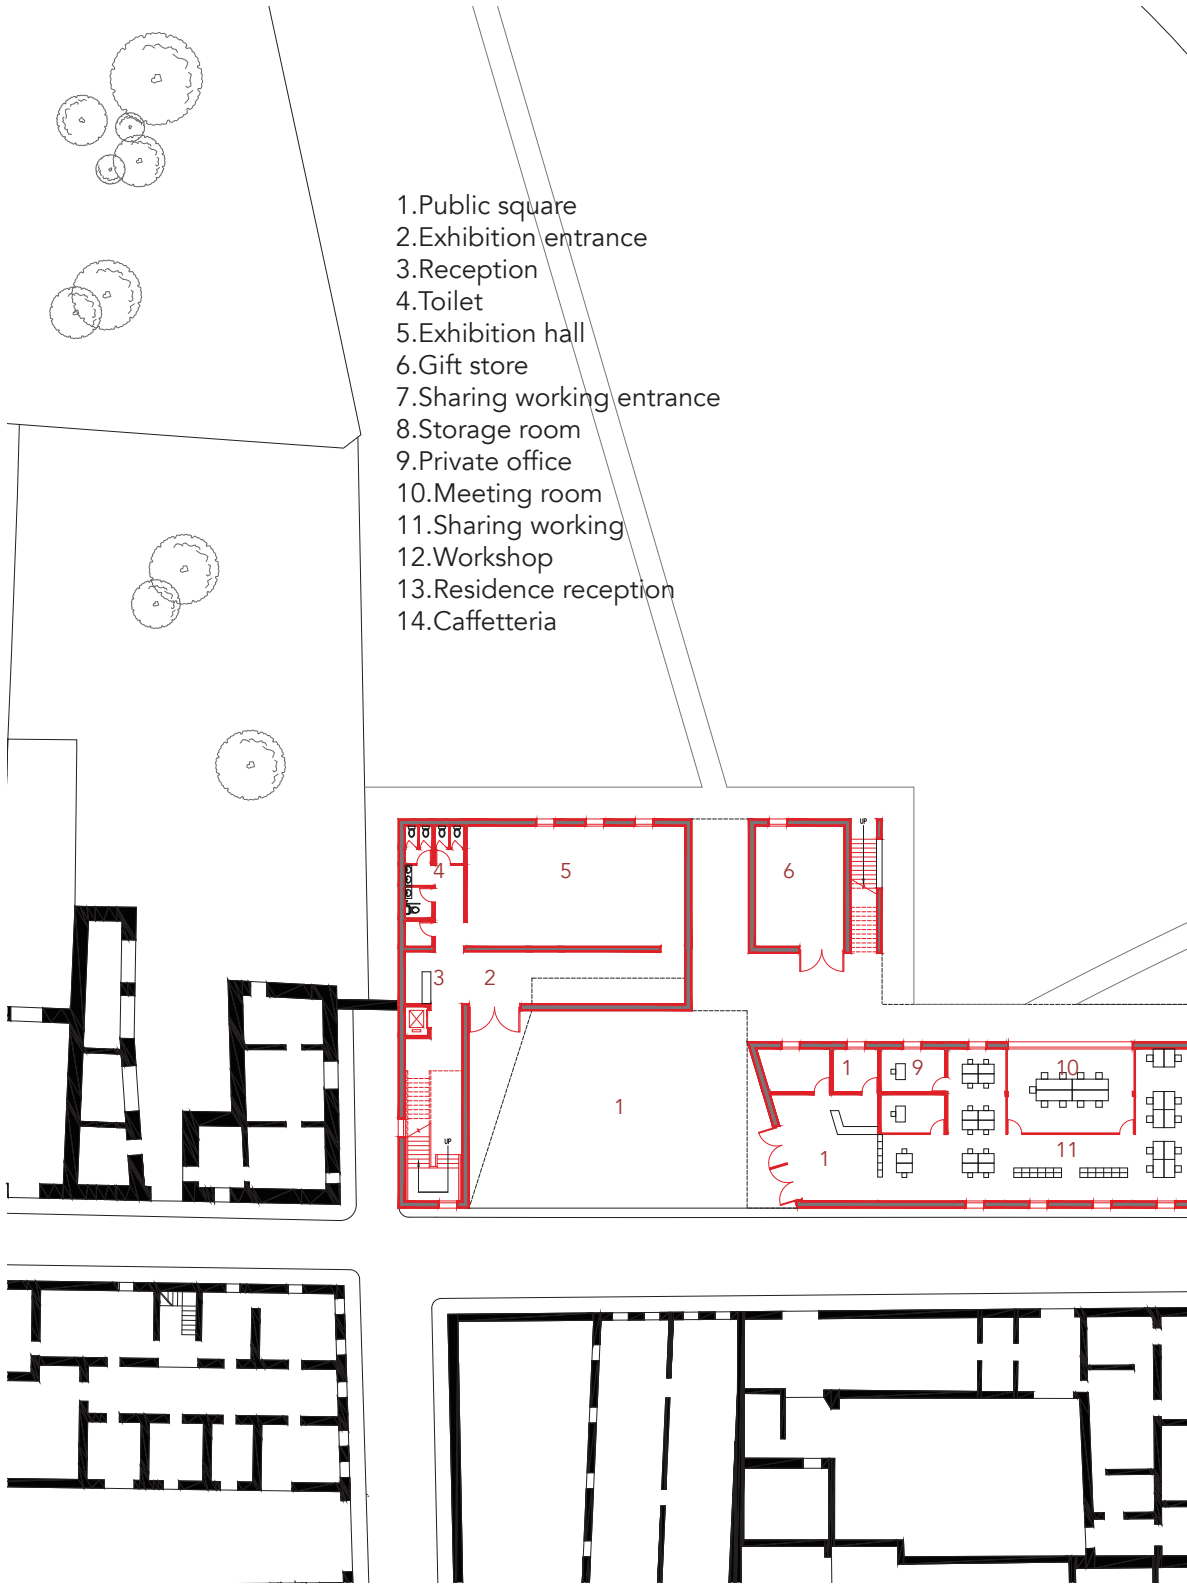 1.Public square
2.Exhibition entrance
3.Reception
4.Toilet
5.Exhibition hall
6.Gift store
7.Sharing working entrance
8.Storage room
9.Private office
10.Meeting room
11.Sharing working
12.Workshop
13.Residence reception
14.Caffetteria
UP
4
5
6
3
2
1
9
10
1
11
1
UP